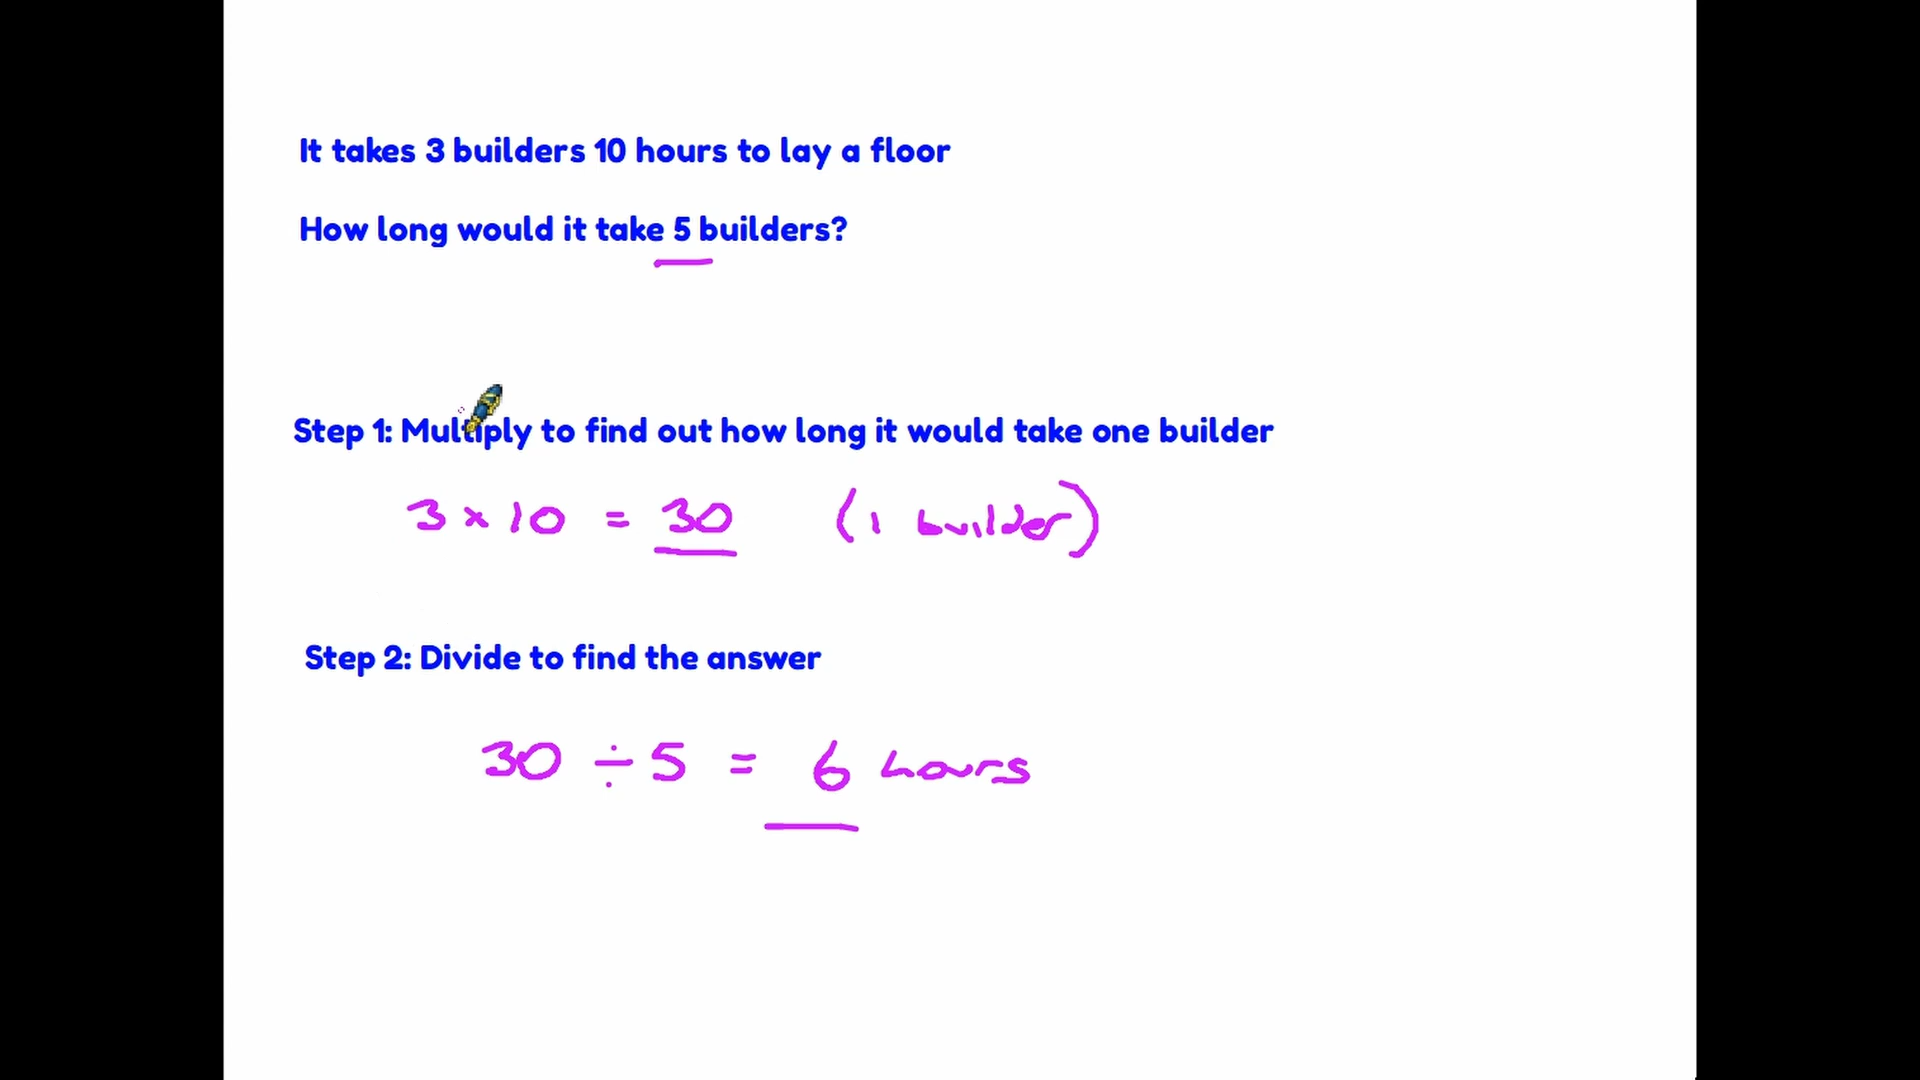 It takes 3 builders 10 hours to lay a floor
How long would it take 5 builders?
Step 1: Multiply to find out how long it would take one builder
3 × 10 = 30 (1 builder)
Step 2: Divide to find the answer
30 ÷ 5 = 6 hours